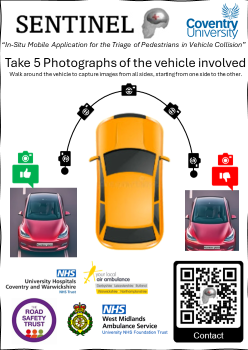 SENTINEL
Coventry
University
"In-Situ Mobile Application for the Triage of Pedestrians in Vehicle Collision"
Take 5 Photographs of the vehicle involved
Walk around the vehicle to capture images from all sides, starting from one side to the other.
NHS
University Hospitals
Coventry and Warwickshire
NHS Trust
your local
air ambulance
THE
ROAD
SAFETY
TRUST
NHS
West Midlands
Ambulance Service
University NHS Foundation Trust
Contact